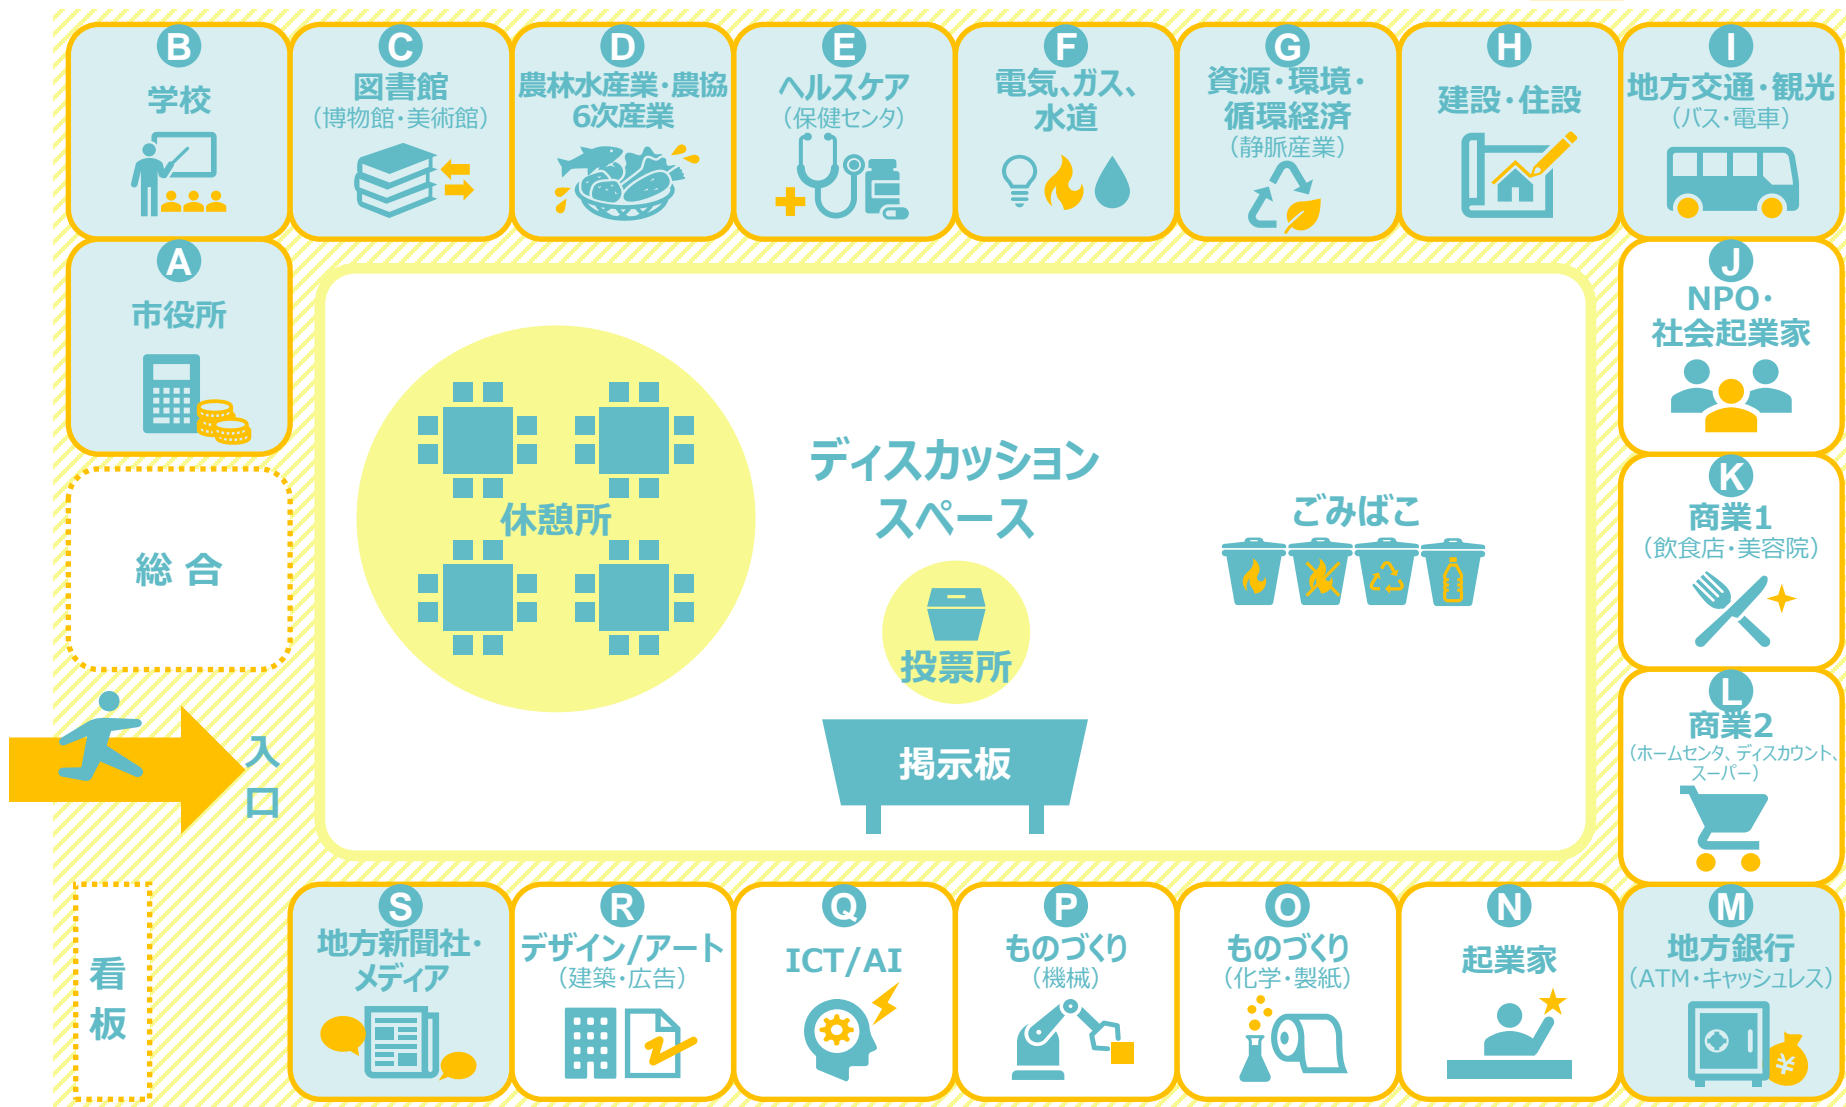 B
学校
C
図書館
（博物館・美術館）
D
農林水産業・農協
6次産業
E
ヘルスケア
（保健センタ）
F
電気、ガス、
水道
G
資源・環境・
循環経済
（静脈産業）
H
建設・住設
I
地方交通・観光
（バス・電車）
A
市役所
J
NPO・
社会起業家
総 合
休憩所
ディスカッション
スペース
投票所
掲示板
ごみばこ
K
商業1
（飲食店・美容院）
L
商業2
（ホームセンタ、ディスカウント、
スーパー）
入
口
看
板
S
地方新聞社・
メディア
R
デザイン/アート
（建築・広告）
Q
ICT/AI
P
ものづくり
（機械）
O
ものづくり
（化学・製紙）
N
起業家
M
地方銀行
（ATM・キャッシュレス）
¥